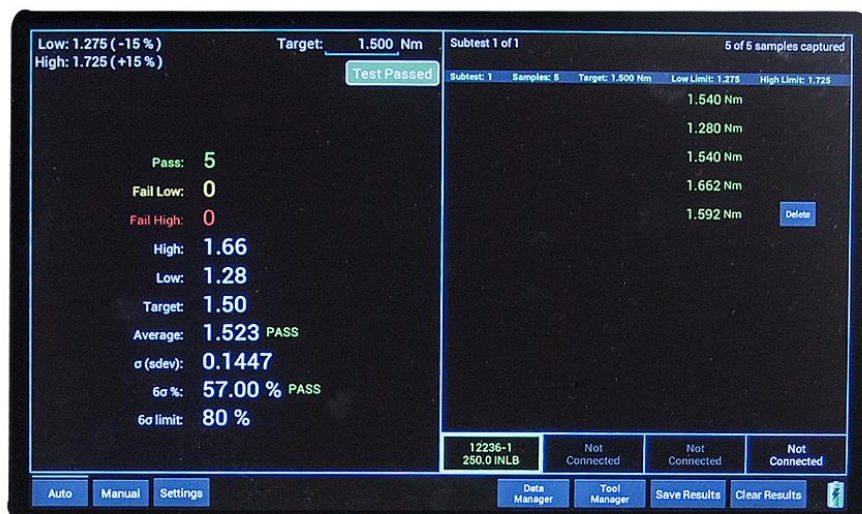 Low: 1.275 ( -15 % )
Target: 1.500 Nm
High: 1.725 ( +15 % )
Test Passed
Pass: 5
Fail Low: 0
Fail High: 0
High: 1.66
Low: 1.28
Target: 1.50
Average: 1.523 PASS
σ (sdev): 0.1447
6σ %: 57.00 % PASS
6σ limit: 80 %
Subtest 1 of 1
5 of 5 samples captured
Subtest: 1 Samples: 5 Target: 1.500 Nm Low Limit: 1.275 High Limit: 1.725
1.540 Nm
1.280 Nm
1.540 Nm
1.662 Nm
1.592 Nm Delete
12236-1
250.0 INLB
Not
Connected
Not
Connected
Not
Connected
Auto
Manual
Settings
Data
Manager
Tool
Manager
Save Results
Clear Results